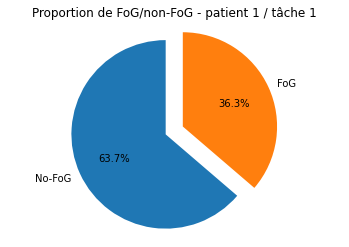 Proportion de FoG/non-FoG - patient 1 / tâche 1
FoG
36.3%
63.7%
No-FoG